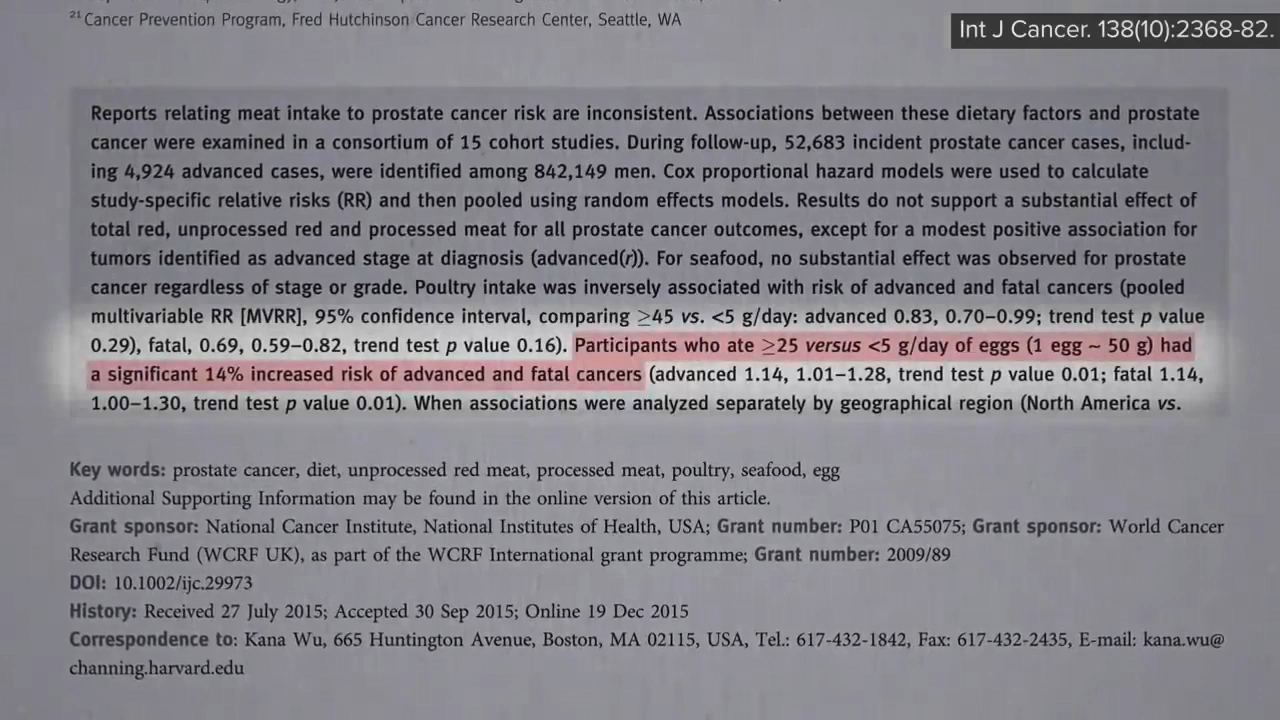 ²¹ Cancer Prevention Program, Fred Hutchinson Cancer Research Center, Seattle, WA
Int J Cancer. 138(10):2368-82.
Reports relating meat intake to prostate cancer risk are inconsistent. Associations between these dietary factors and prostate
cancer were examined in a consortium of 15 cohort studies. During follow-up, 52,683 incident prostate cancer cases, includ-
ing 4,924 advanced cases, were identified among 842,149 men. Cox proportional hazard models were used to calculate
study-specific relative risks (RR) and then pooled using random effects models. Results do not support a substantial effect of
total red, unprocessed red and processed meat for all prostate cancer outcomes, except for a modest positive association for
tumors identified as advanced stage at diagnosis (advanced(r)). For seafood, no substantial effect was observed for prostate
cancer regardless of stage or grade. Poultry intake was inversely associated with risk of advanced and fatal cancers (pooled
multivariable RR [MVRR], 95% confidence interval, comparing ≥45 vs. <5 g/day: advanced 0.83, 0.70–0.99; trend test p value
0.29), fatal, 0.69, 0.59–0.82, trend test p value 0.16). Participants who ate ≥25 versus <5 g/day of eggs (1 egg ~ 50 g) had
a significant 14% increased risk of advanced and fatal cancers (advanced 1.14, 1.01–1.28, trend test p value 0.01; fatal 1.14,
1.00–1.30, trend test p value 0.01). When associations were analyzed separately by geographical region (North America vs.
Key words: prostate cancer, diet, unprocessed red meat, processed meat, poultry, seafood, egg
Additional Supporting Information may be found in the online version of this article.
Grant sponsor: National Cancer Institute, National Institutes of Health, USA; Grant number: P01 CA55075; Grant sponsor: World Cancer
Research Fund (WCRF UK), as part of the WCRF International grant programme; Grant number: 2009/89
DOI: 10.1002/ijc.29973
History: Received 27 July 2015; Accepted 30 Sep 2015; Online 19 Dec 2015
Correspondence to: Kana Wu, 665 Huntington Avenue, Boston, MA 02115, USA, Tel.: 617-432-1842, Fax: 617-432-2435, E-mail: kana.wu@
channing.harvard.edu